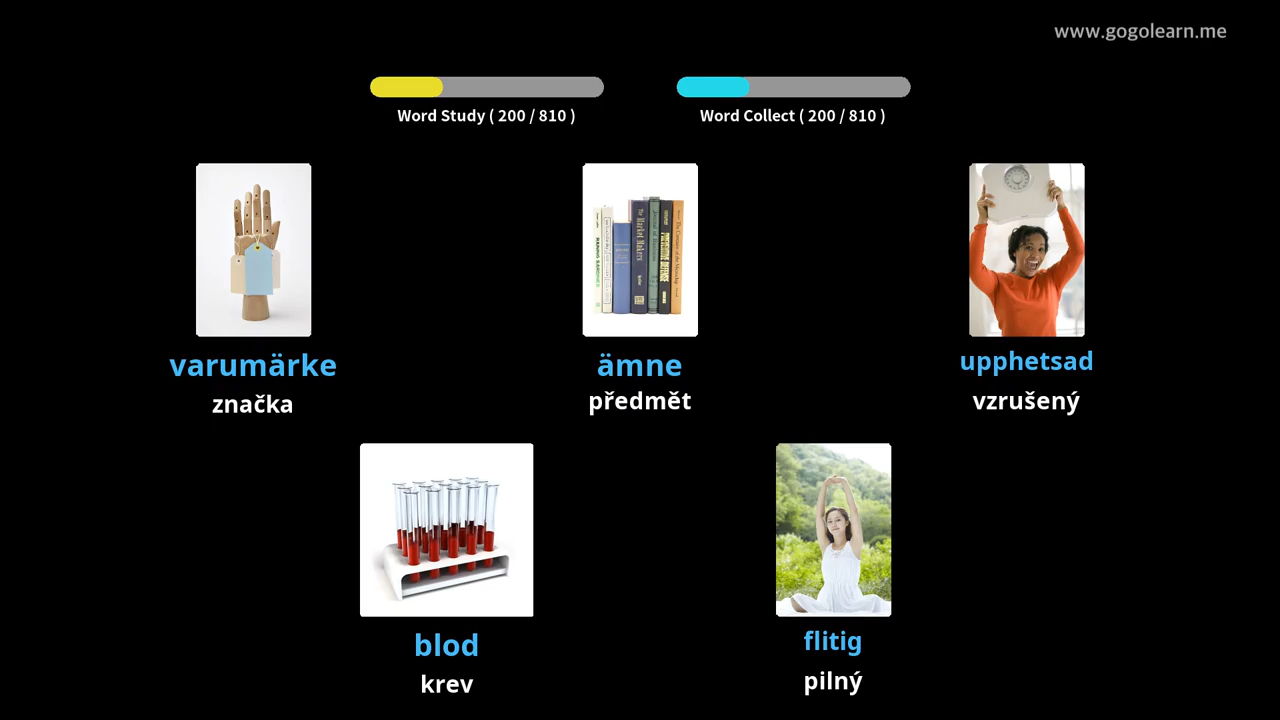 www.gogolearn.me
Word Study ( 200 / 810 )
Word Collect ( 200 / 810 )
varumärke
značka
ämne
předmět
upphetsad
vzrušený
blod
krev
flitig
pilný